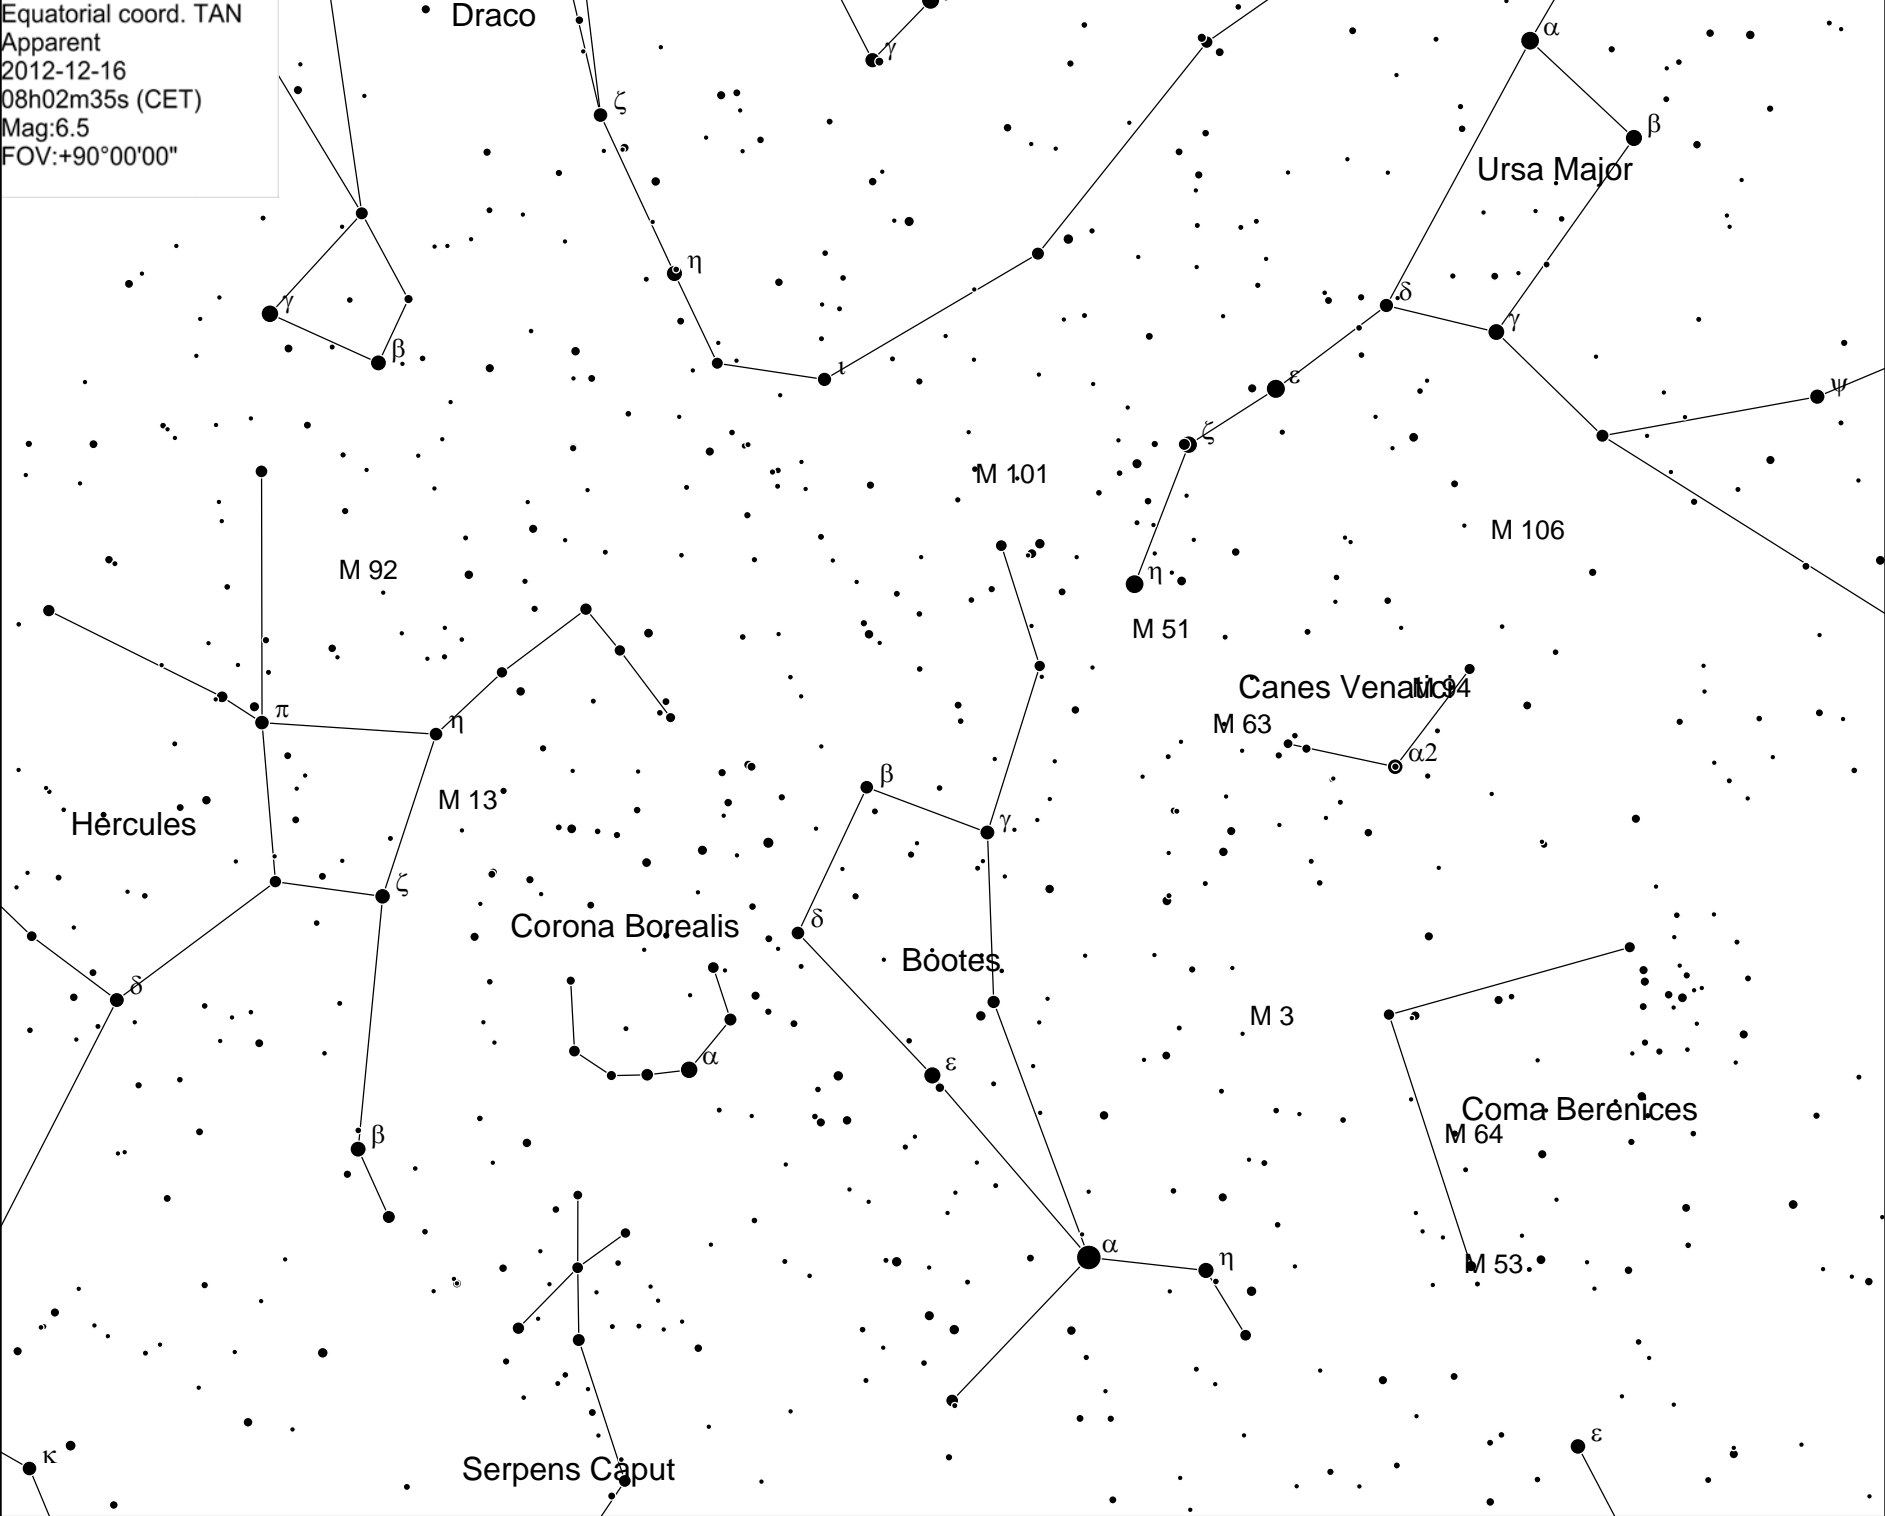 Equatorial coord. TAN
Apparent
2012-12-16
08h02m35s (CET)
Mag:6.5
FOV:+90°00'00"
Draco
γ
α
ζ
β
Ursa Major
η
γ
δ
γ
β
ι
ε
ψ
ζ
M 101
M 106
M 92
η
M 51
Canes Venatici
M 94
π
η
M 63
α2
β
M 13
Hercules
γ
ζ
δ
Corona Borealis
Bootes
δ
M 3
α
ε
Coma Berenices
M 64
β
α
η
M 53
ε
κ
Serpens Caput